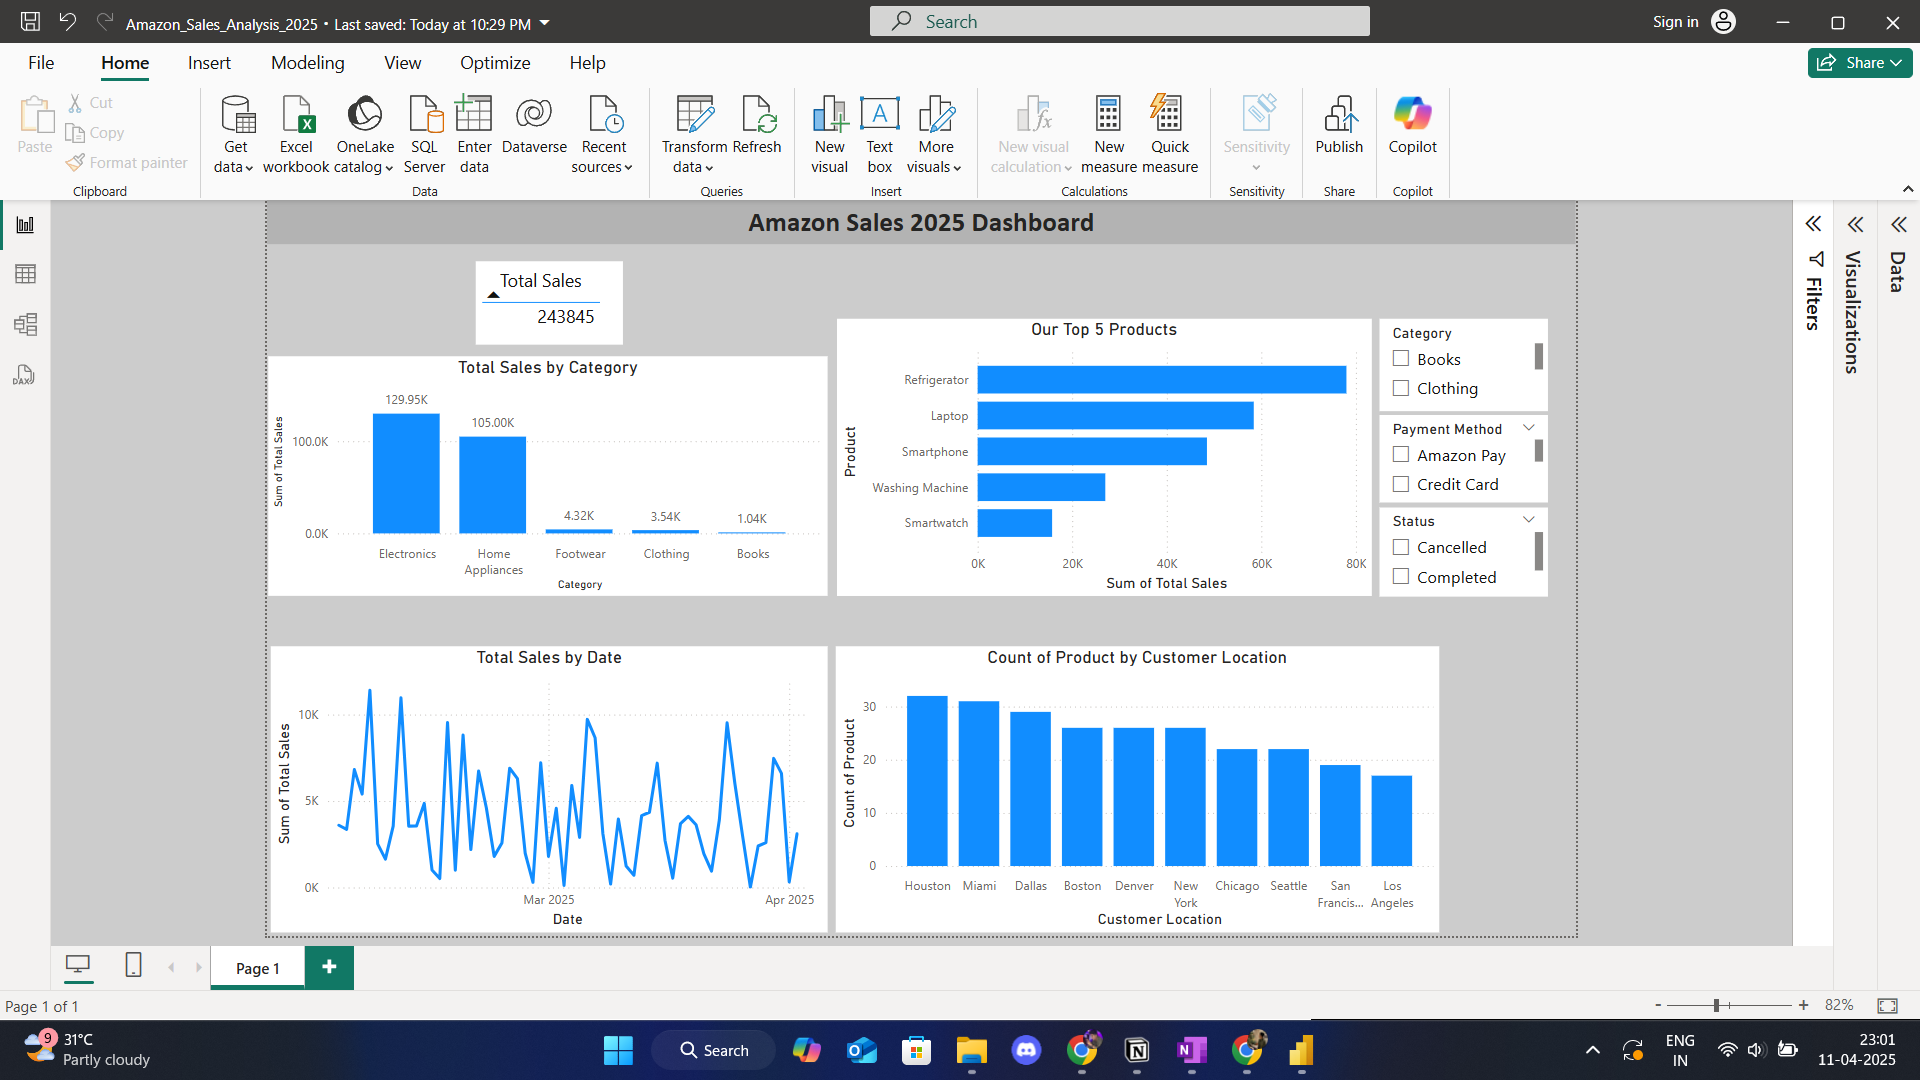 Amazon_Sales_Analysis_2025 • Last saved: Today at 10:29 PM
Search
Sign in
File Home Insert Modeling View Optimize Help
Share
Paste
Cut
Copy
Format painter
Clipboard
Get data
Excel workbook
OneLake catalog
SQL Server
Enter data
Dataverse
Recent sources
Data
Transform data
Refresh
Queries
New visual
Text box
More visuals
Insert
New visual calculation
New measure
Quick measure
Calculations
Sensitivity
Sensitivity
Publish
Share
Copilot
Copilot
DAX
Amazon Sales 2025 Dashboard
Total Sales
243845
Total Sales by Category
Sum of Total Sales
100.0K
0.0K
129.95K
105.00K
4.32K
3.54K
1.04K
Electronics
Home Appliances
Footwear
Clothing
Books
Category
Our Top 5 Products
Product
Refrigerator
Laptop
Smartphone
Washing Machine
Smartwatch
0K 20K 40K 60K 80K
Sum of Total Sales
Category
Books
Clothing
Payment Method
Amazon Pay
Credit Card
Status
Cancelled
Completed
Total Sales by Date
Sum of Total Sales
10K
5K
0K
Mar 2025 Apr 2025
Date
Count of Product by Customer Location
Count of Product
30
20
10
0
Houston
Miami
Dallas
Boston
Denver
New York
Chicago
Seattle
San Francis...
Los Angeles
Customer Location
Filters
Visualizations
Data
Page 1
Page 1 of 1
- + 82%
9
31°C
Partly cloudy
Search
ENG
IN
23:01
11-04-2025